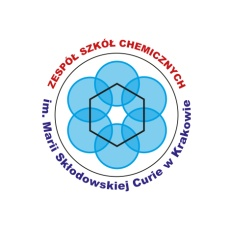 ZESPÓŁ SZKÓŁ CHEMICZNYCH
im. Marii Skłodowskiej Curie w Krakowie